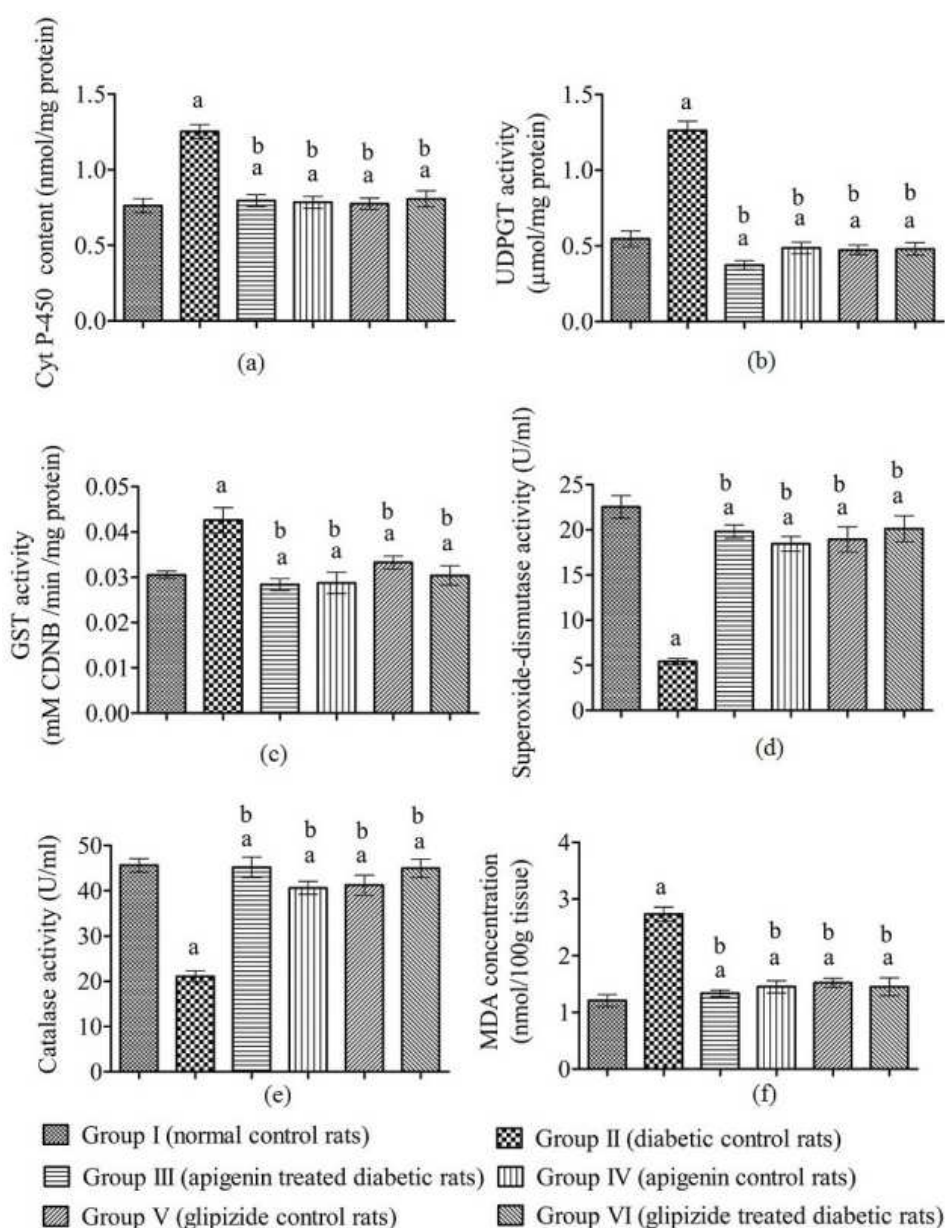 Cyt P-450 content (nmol/mg protein)
1.5
1.0
0.5
0.0
a
b
a
b
a
b
a
b
a
(a)
UDPGT activity
(μmol/mg protein)
1.5
1.0
0.5
0.0
a
b
a
b
a
b
a
b
a
(b)
GST activity
(mM CDNB /min /mg protein)
0.05
0.04
0.03
0.02
0.01
0.00
a
b
a
b
a
b
a
b
a
(c)
Superoxide-dismutase activity (U/ml)
25
20
15
10
5
0
a
b
a
b
a
b
a
b
a
(d)
Catalase activity (U/ml)
50
40
30
20
10
0
a
b
a
b
a
b
a
b
a
(e)
MDA concentration
(nmol/100g tissue)
4
3
2
1
0
a
b
a
b
a
b
a
b
a
(f)
Group I (normal control rats)
Group II (diabetic control rats)
Group III (apigenin treated diabetic rats)
Group IV (apigenin control rats)
Group V (glipizide control rats)
Group VI (glipizide treated diabetic rats)